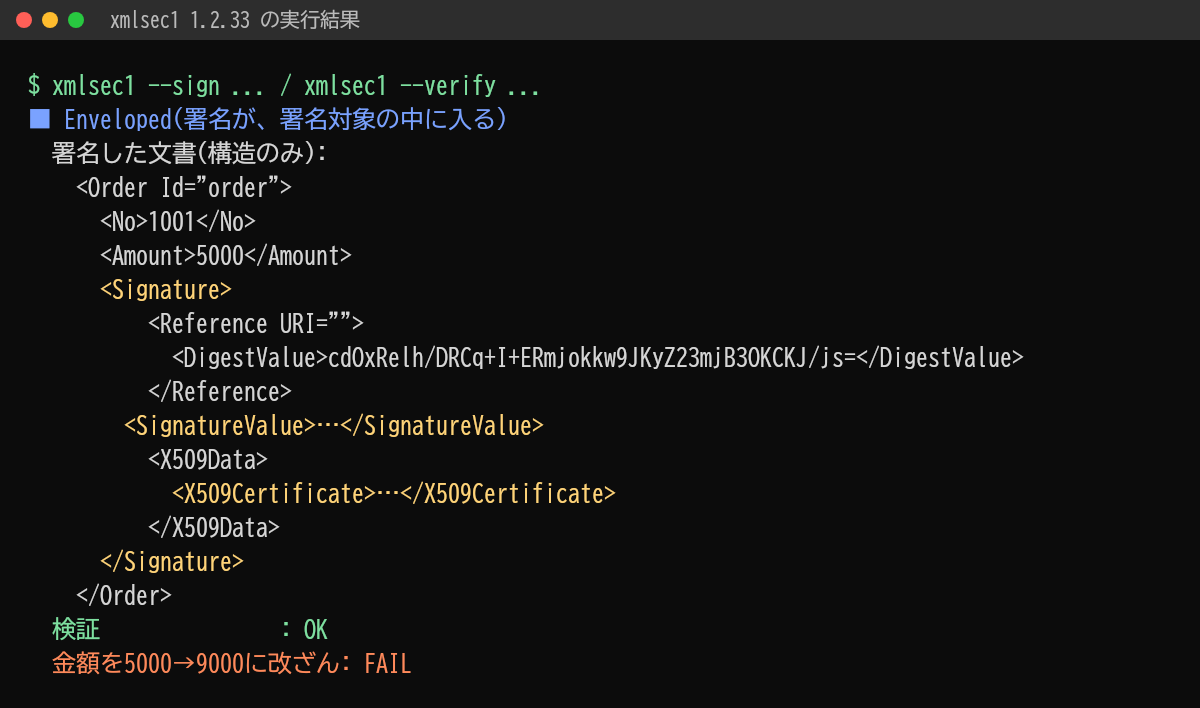 xmlsec1 1.2.33 の実行結果
$ xmlsec1 --sign ... / xmlsec1 --verify ...
■ Enveloped(署名が、署名対象の中に入る)
署名した文書(構造のみ):
<Order Id="order">
<No>1001</No>
<Amount>5000</Amount>
<Signature>
<Reference URI="">
<DigestValue>cdOxRelh/DRCq+I+ERmjokkw9JKyZ23mjB3OKCKJ/js=</DigestValue>
</Reference>
<SignatureValue>…</SignatureValue>
<X509Data>
<X509Certificate>…</X509Certificate>
</X509Data>
</Signature>
</Order>
検証 : OK
金額を5000→9000に改ざん: FAIL